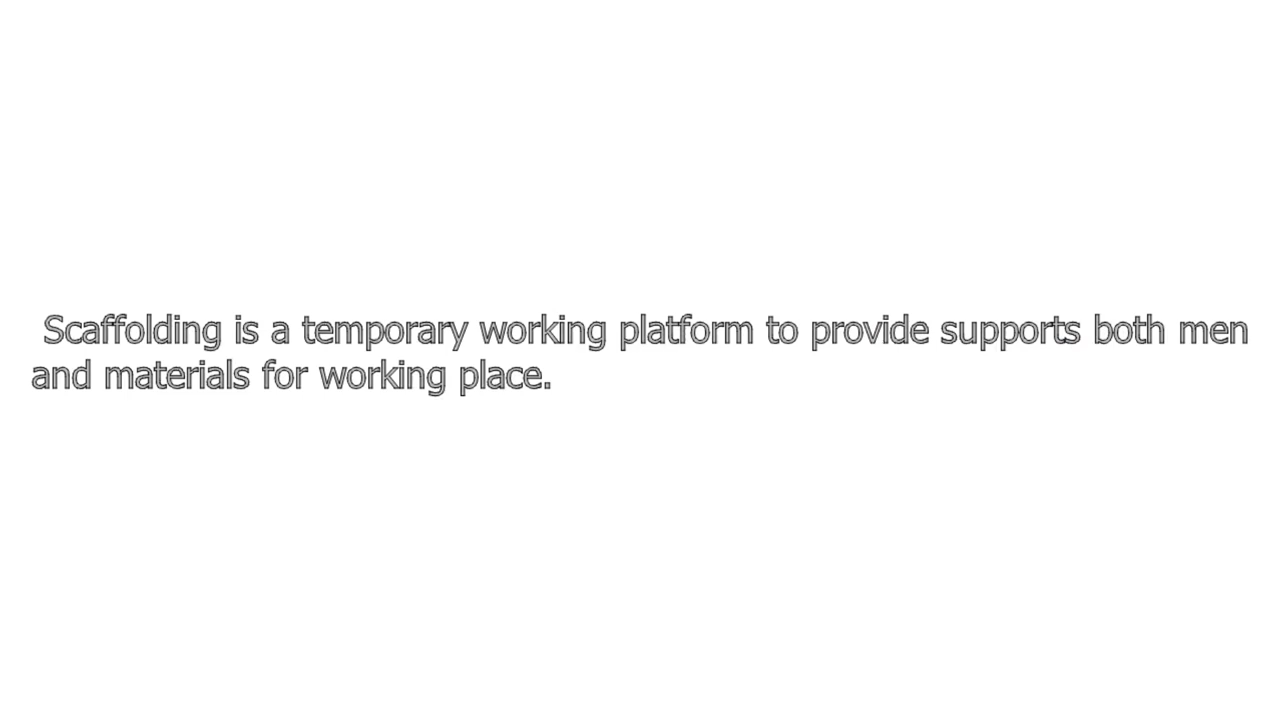 Scaffolding is a temporary working platform to provide supports both men
and materials for working place.